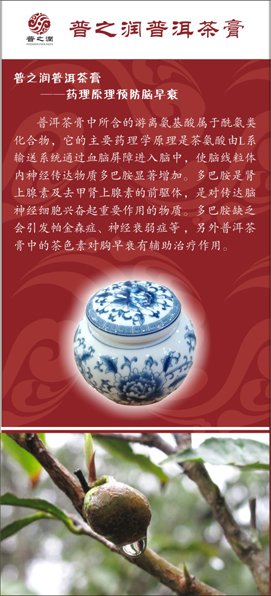 普之润
普之润普洱茶膏
普之润普洱茶膏
——药理原理预防脑早衰
普洱茶膏中所含的游离氨基酸属于酰氨类
化合物，它的主要药理学原理是茶氨酸由L系
输送系统通过血脑屏障进入脑中，使脑线粒体
内神经传达物质多巴胺显著增加。多巴胺是肾
上腺素及去甲肾上腺素的前驱体，是对传达脑
神经细胞兴奋起重要作用的物质。多巴胺缺乏
会引发帕金森症、神经衰弱症等，另外普洱茶
膏中的茶色素对胸早衰有辅助治疗作用。